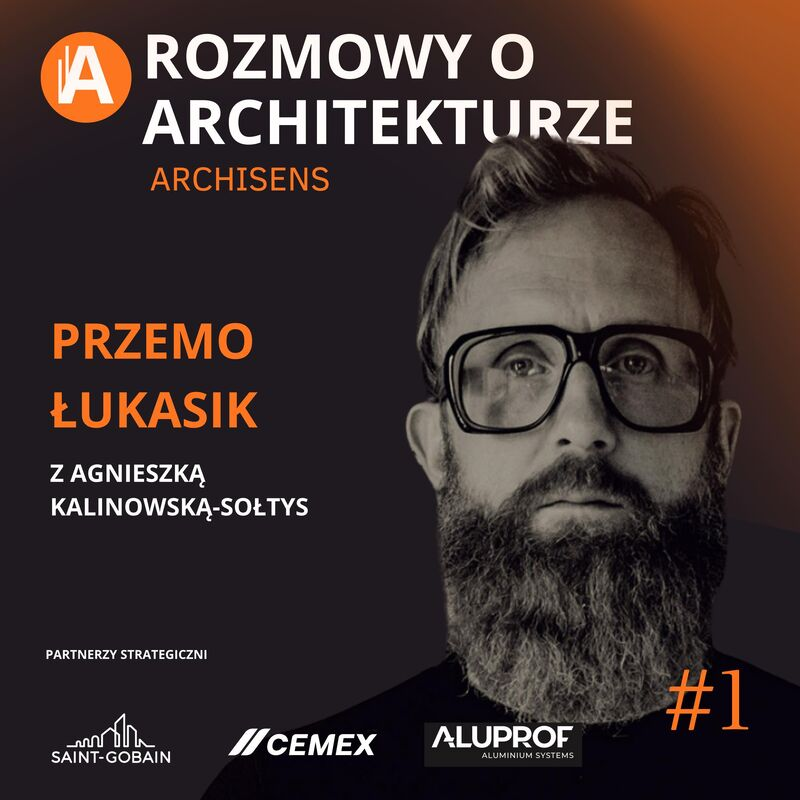 A
ROZMOWY O
ARCHITEKTURZE
ARCHISENS
PRZEMO
ŁUKASIK
Z AGNIESZKĄ
KALINOWSKĄ-SOŁTYS
PARTNERZY STRATEGICZNI
#1
SAINT-GOBAIN
CEMEX
ALUPROF
ALUMINIUM SYSTEMS